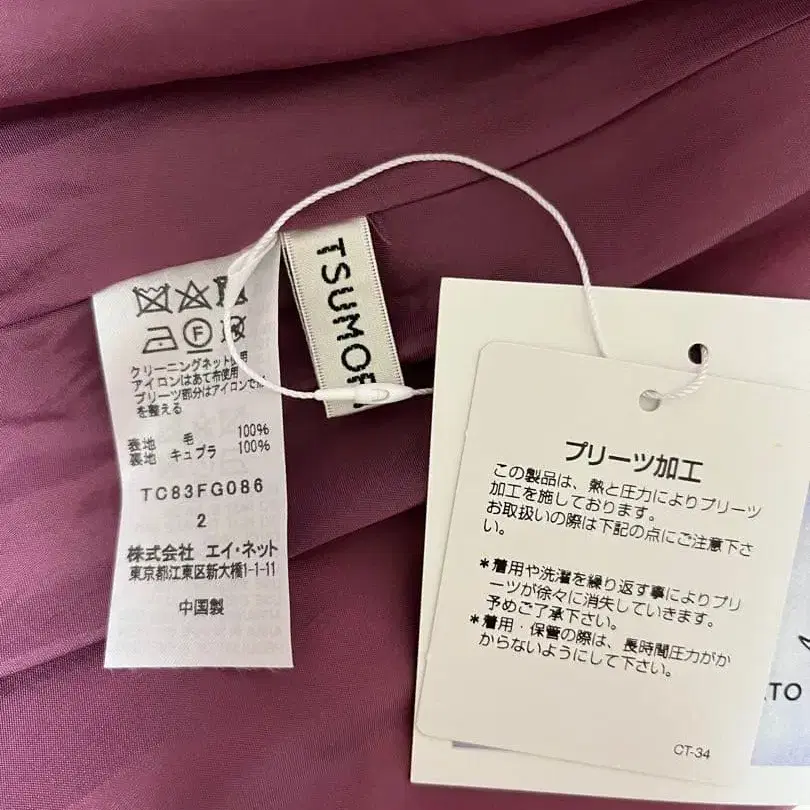 TSUMOR
クリーニングネット使用
アイロンはあて布使用
プリーツ部分はアイロンで
を整える
表地 毛 100%
裏地 キュプラ 100%
TC83FG086
2
株式会社 エイ・ネット
東京都江東区新大橋1-1-11
中国製
F
プリーツ加工
この製品は、熱と圧力によりプリーツ
加工を施しております。
お取扱いの際は下記の点にご注意下さ
い。
*着用や洗濯を繰り返す事によりプリ
ーツが徐々に消失していきます。
予めご了承下さい。
*着用・保管の際は、長時間圧力がか
からないようにして下さい。
CT-34
TO